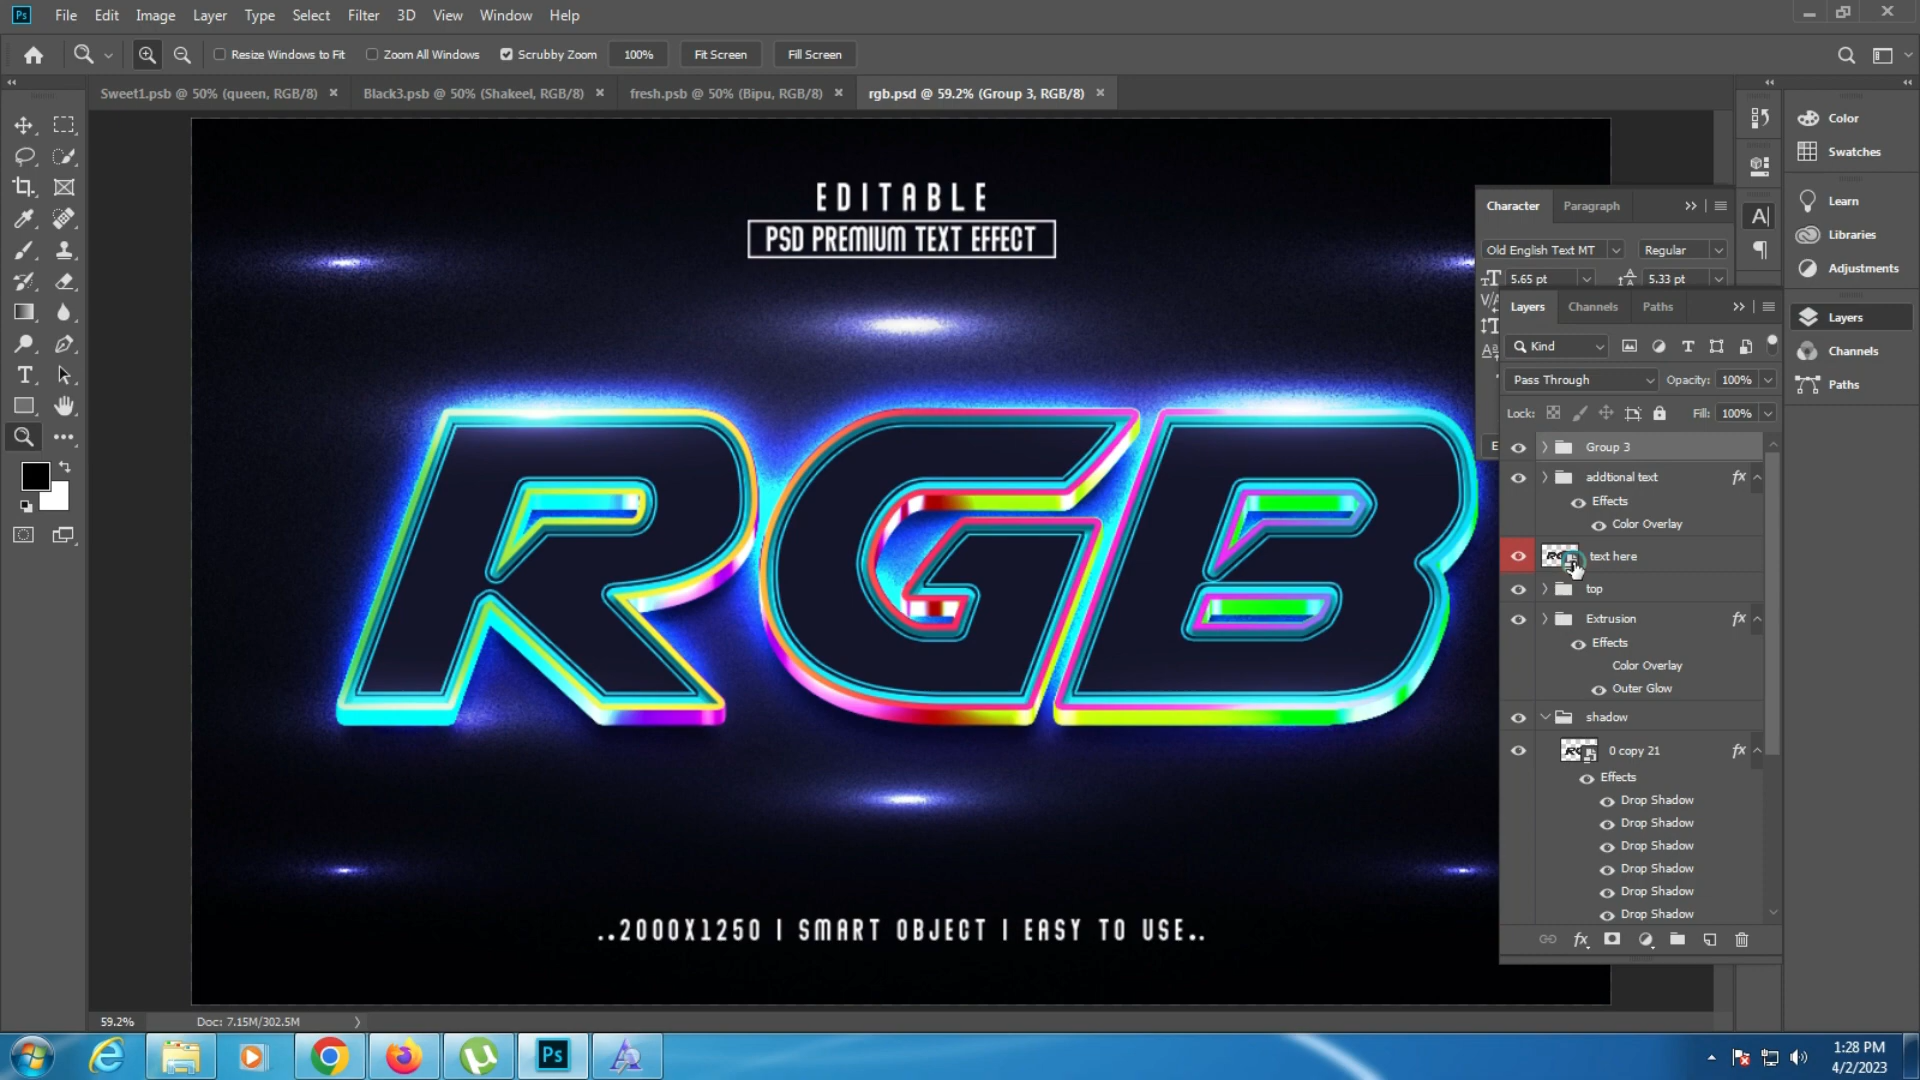 Ps File Edit Image Layer Type Select Filter 3D View Window Help
Resize Windows to Fit Zoom All Windows Scrubby Zoom 100% Fit Screen Fill Screen
Sweet1.psb @ 50% (queen, RGB/8) × Black3.psb @ 50% (Shakeel, RGB/8) × fresh.psb @ 50% (Bipu, RGB/8) × rgb.psd @ 59.2% (Group 3, RGB/8) ×
Color
Swatches
Learn
Libraries
Adjustments
Layers
Channels
Paths
EDITABLE
PSD PREMIUM TEXT EFFECT
RGB
..2000X1250 | SMART OBJECT | EASY TO USE..
Character Paragraph
Old English Text MT Regular
5.65 pt 5.33 pt
Layers Channels Paths
Kind
Pass Through Opacity: 100%
Lock: Fill: 100%
Group 3
addtional text fx
Effects
Color Overlay
text here
top
Extrusion fx
Effects
Color Overlay
Outer Glow
shadow
0 copy 21 fx
Effects
Drop Shadow
Drop Shadow
Drop Shadow
Drop Shadow
Drop Shadow
Drop Shadow
59.2% Doc: 7.15M/302.5M
Ps
1:28 PM
4/2/2023